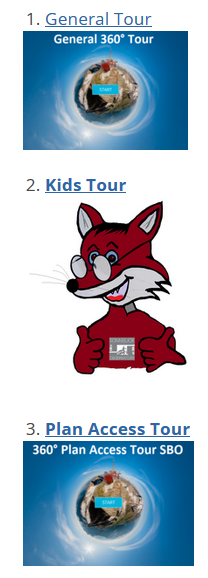 1. General Tour
General 360° Tour
START
2. Kids Tour
3. Plan Access Tour
360° Plan Access Tour SBO
START